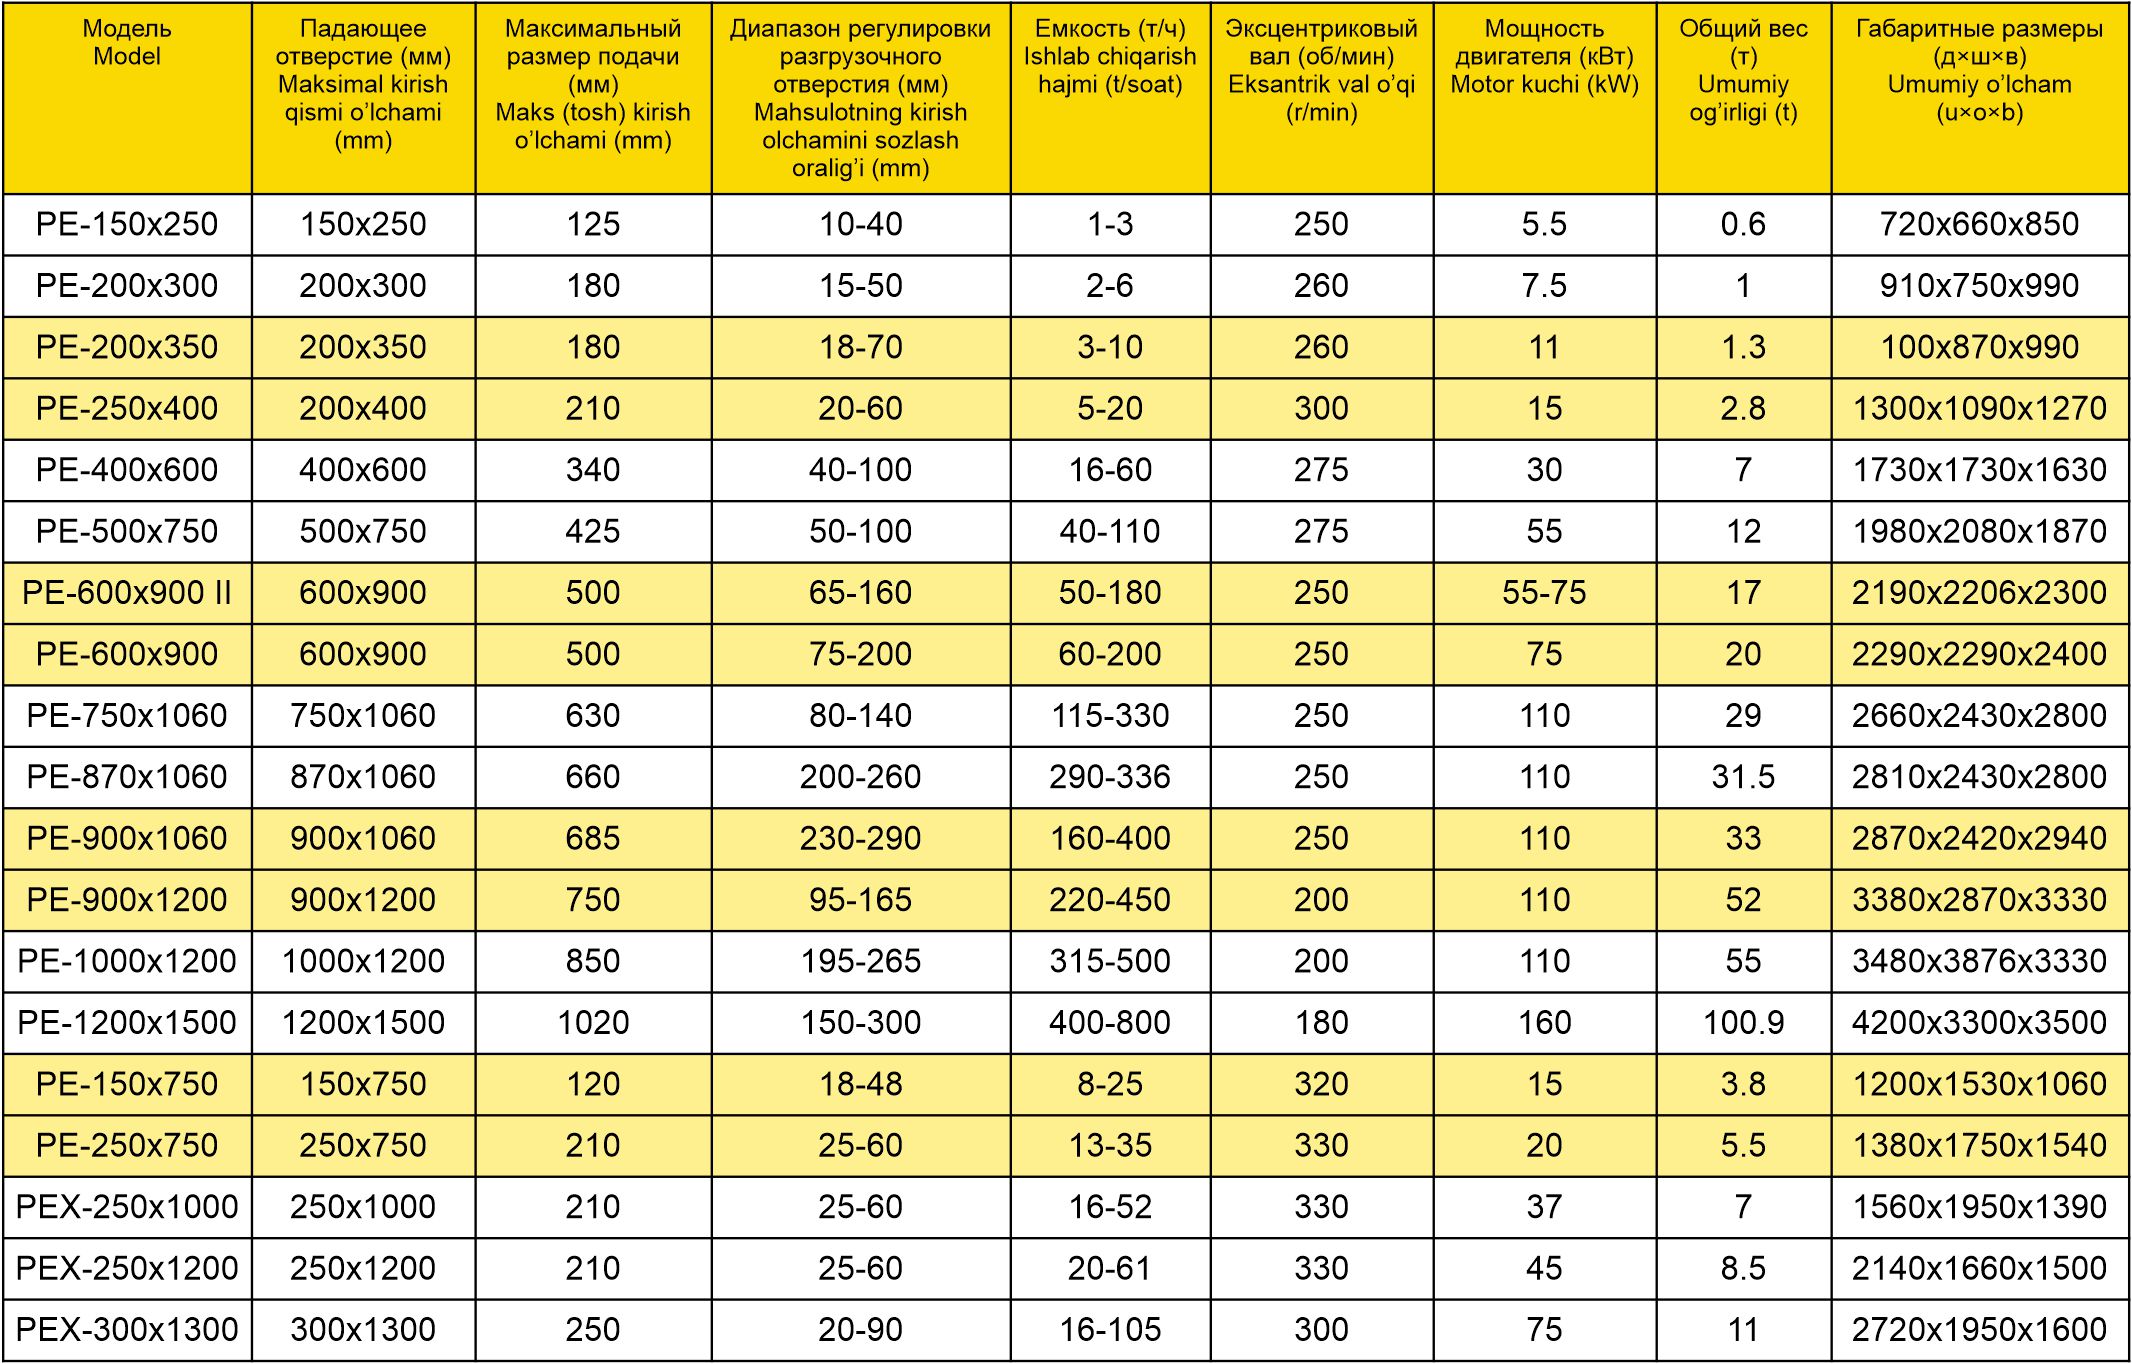 Модель
Model
Падающее
отверстие (мм)
Maksimal kirish
qismi o’lchami
(mm)
Максимальный
размер подачи
(мм)
Maks (tosh) kirish
o’lchami (mm)
Диапазон регулировки
разгрузочного
отверстия (мм)
Mahsulotning kirish
olchamini sozlash
oralig’i (mm)
Емкость (т/ч)
Ishlab chiqarish
hajmi (t/soat)
Эксцентриковый
вал (об/мин)
Eksantrik val o’qi
(r/min)
Мощность
двигателя (кВт)
Motor kuchi (kW)
Общий вес
(т)
Umumiy
og’irligi (t)
Габаритные размеры
(д×ш×в)
Umumiy o’lcham
(u×o×b)
PE-150x250 150x250 125 10-40 1-3 250 5.5 0.6 720x660x850
PE-200x300 200x300 180 15-50 2-6 260 7.5 1 910x750x990
PE-200x350 200x350 180 18-70 3-10 260 11 1.3 100x870x990
PE-250x400 200x400 210 20-60 5-20 300 15 2.8 1300x1090x1270
PE-400x600 400x600 340 40-100 16-60 275 30 7 1730x1730x1630
PE-500x750 500x750 425 50-100 40-110 275 55 12 1980x2080x1870
PE-600x900 II 600x900 500 65-160 50-180 250 55-75 17 2190x2206x2300
PE-600x900 600x900 500 75-200 60-200 250 75 20 2290x2290x2400
PE-750x1060 750x1060 630 80-140 115-330 250 110 29 2660x2430x2800
PE-870x1060 870x1060 660 200-260 290-336 250 110 31.5 2810x2430x2800
PE-900x1060 900x1060 685 230-290 160-400 250 110 33 2870x2420x2940
PE-900x1200 900x1200 750 95-165 220-450 200 110 52 3380x2870x3330
PE-1000x1200 1000x1200 850 195-265 315-500 200 110 55 3480x3876x3330
PE-1200x1500 1200x1500 1020 150-300 400-800 180 160 100.9 4200x3300x3500
PE-150x750 150x750 120 18-48 8-25 320 15 3.8 1200x1530x1060
PE-250x750 250x750 210 25-60 13-35 330 20 5.5 1380x1750x1540
PEX-250x1000 250x1000 210 25-60 16-52 330 37 7 1560x1950x1390
PEX-250x1200 250x1200 210 25-60 20-61 330 45 8.5 2140x1660x1500
PEX-300x1300 300x1300 250 20-90 16-105 300 75 11 2720x1950x1600